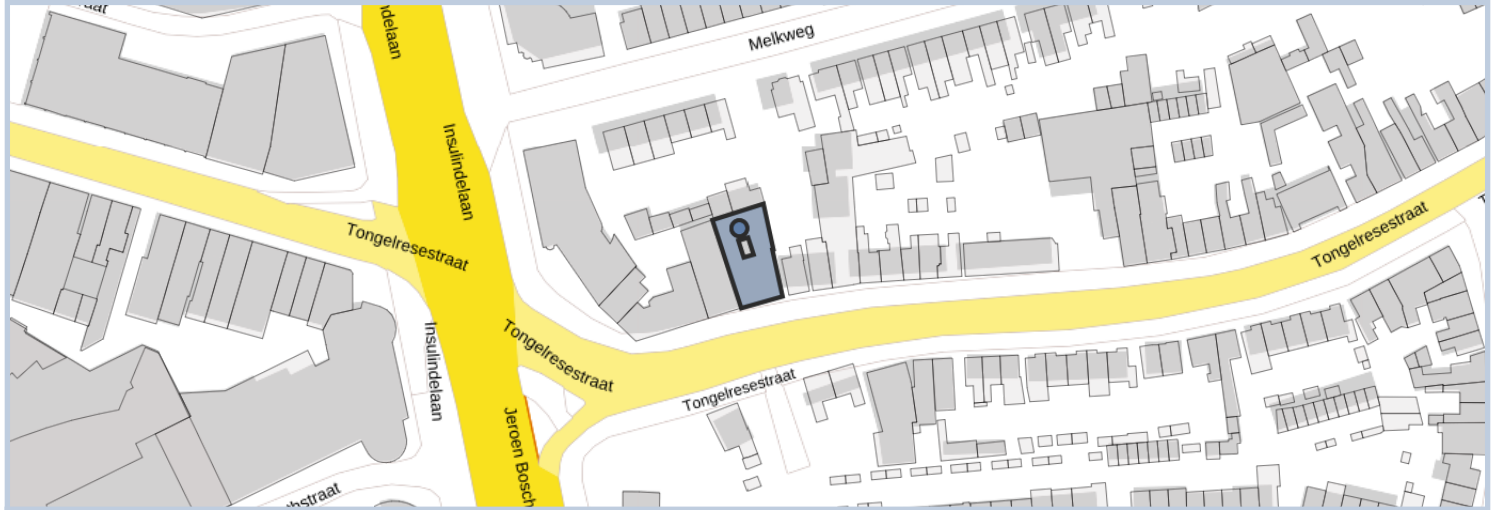 Insulindelaan
Melkweg
Tongelresestraat
Tongelresestraat
Tongelresestraat
Insulindelaan
Tongelresestraat
Jeroen Bosch